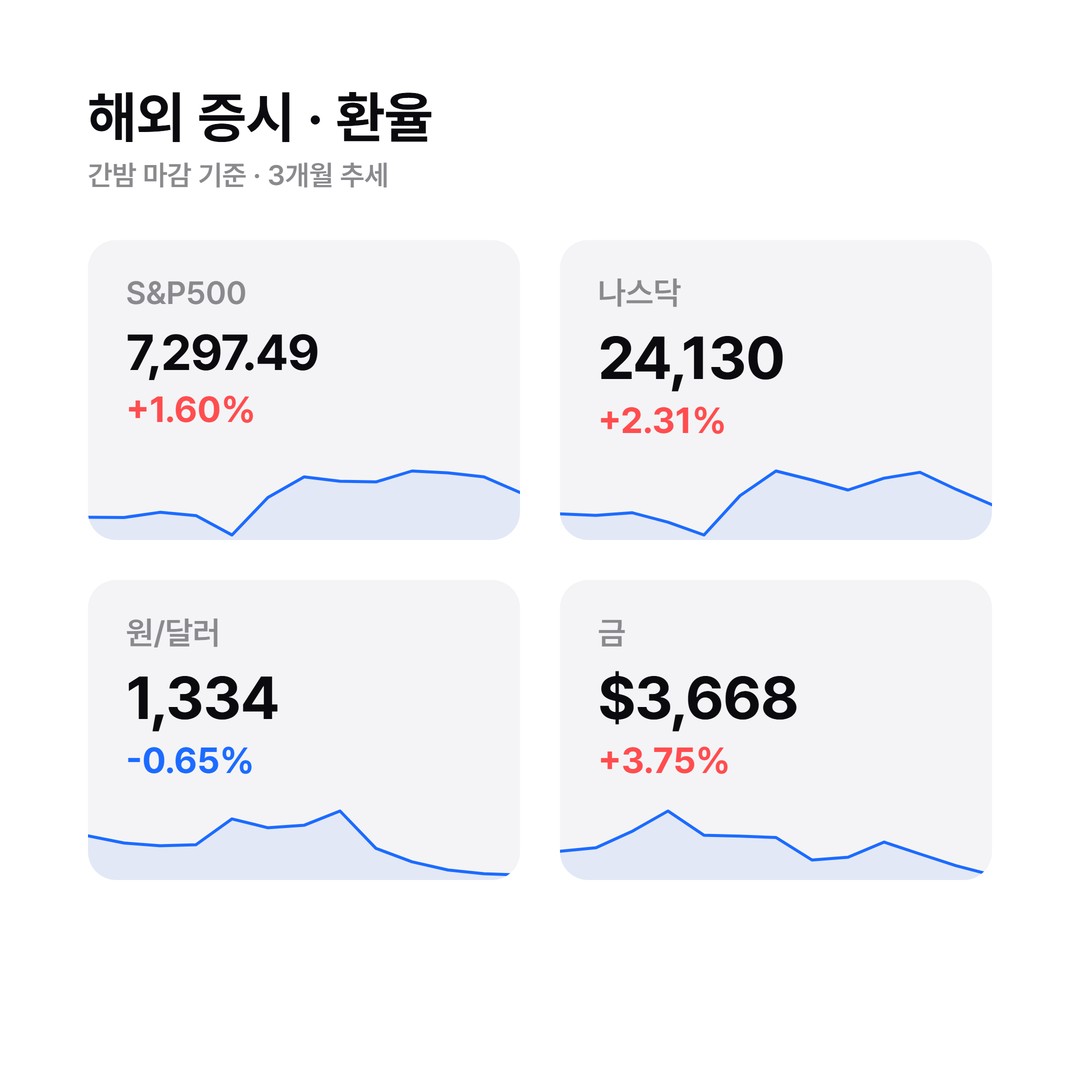 해외 증시 · 환율
간밤 마감 기준 · 3개월 추세
S&P500
7,297.49
+1.60%
나스닥
24,130
+2.31%
원/달러
1,334
-0.65%
금
$3,668
+3.75%